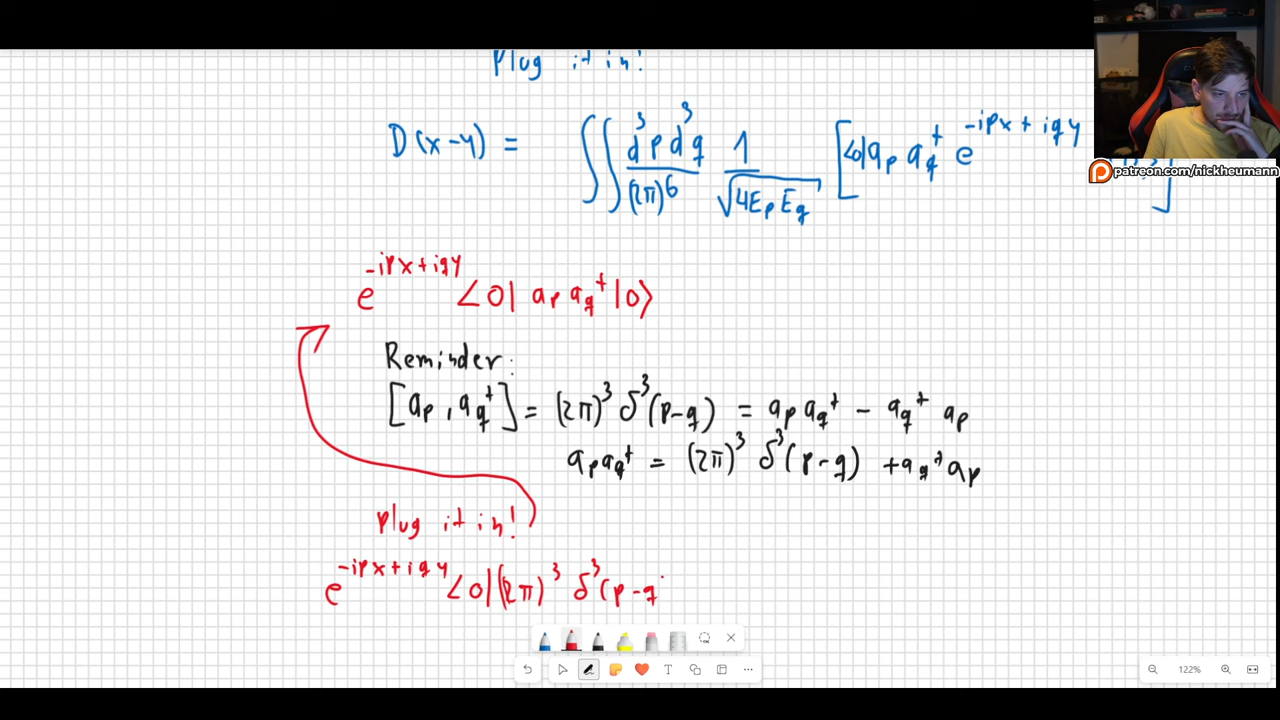 plug it in!
D(x-y) = ∫∫ d³p d³q / (2π)⁶ 1 / √(4E_p E_q) [<0|a_p a_q† e^(-ipx+iqy)
patreon.com/nickheumann
e^(-ipx+iqy) <0| a_p a_q† |0>
Reminder:
[a_p, a_q†] = (2π)³ δ³(p-q) = a_p a_q† - a_q† a_p
a_p a_q† = (2π)³ δ³(p-q) + a_q† a_p
plug it in!
e^(-ipx+iqy) <0|(2π)³ δ³(p-q
122%